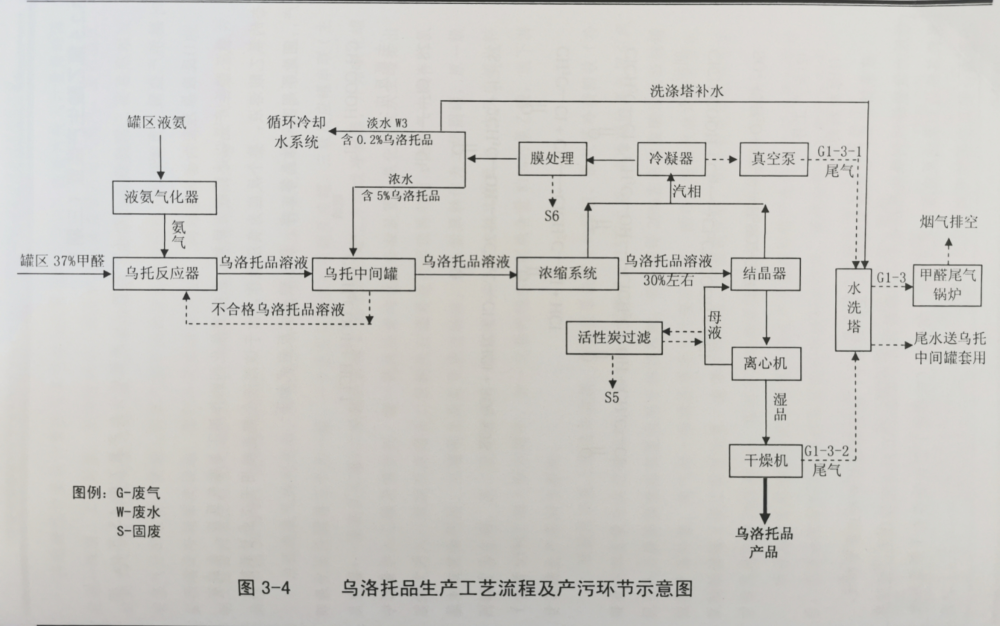 洗涤塔补水
罐区液氨
循环冷却
水系统
淡水 W3
含 0.2%乌洛托品
膜处理
冷凝器
真空泵
G1-3-1
尾气
液氨气化器
浓水
含 5%乌洛托品
S6
汽相
氨
气
烟气排空
罐区 37%甲醛
乌托反应器
乌洛托品溶液
乌托中间罐
乌洛托品溶液
浓缩系统
乌洛托品溶液
30%左右
结晶器
水
洗
塔
G1-3
甲醛尾气
锅炉
不合格乌洛托品溶液
活性炭过滤
母
液
离心机
尾水送乌托
中间罐套用
S5
湿
品
干燥机
G1-3-2
尾气
图例: G-废气
W-废水
S-固废
乌洛托品
产品
图 3-4 乌洛托品生产工艺流程及产污环节示意图